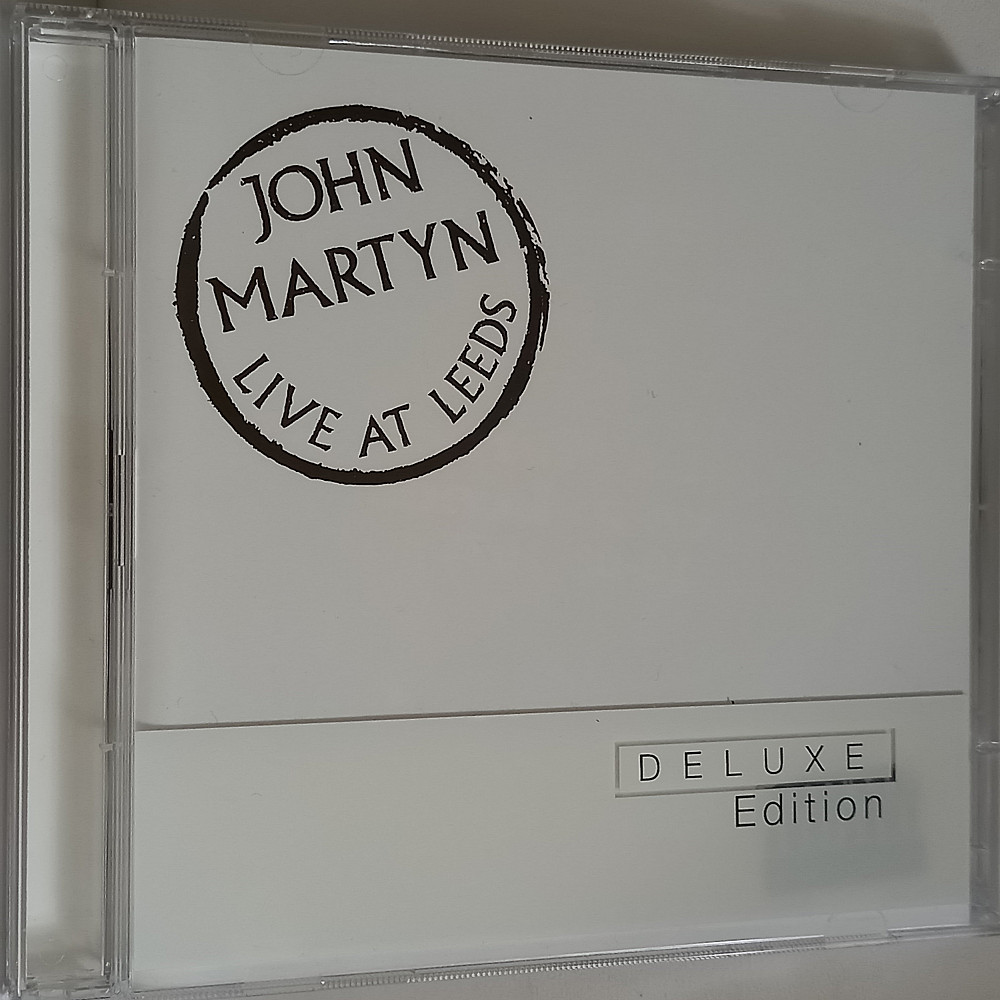 JOHN
MARTYN
LIVE AT LEEDS
DELUXE
Edition